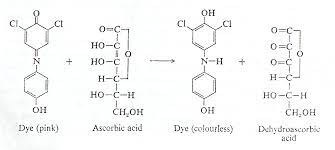 O OH
Cl Cl O=C Cl Cl O=C
HO–C O=C
N + HO–C O → N–H + O=C O
H–C H–C
HO–C–H HO–C–H
OH CH₂OH OH CH₂OH
Dye (pink) Ascorbic acid Dye (colourless) Dehydroascorbic
acid